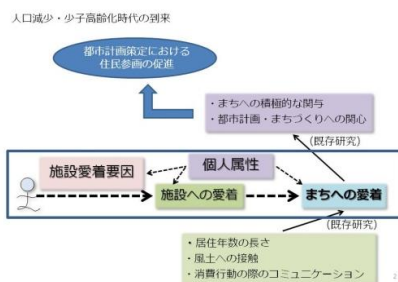 人口減少・少子高齢化時代の到来
都市計画策定における
住民参画の促進
・まちへの積極的な関与
・都市計画・まちづくりへの関心
(既存研究)
施設愛着要因
個人属性
施設への愛着
まちへの愛着
(既存研究)
・居住年数の長さ
・風土への接触
・消費行動の際のコミュニケーション
2